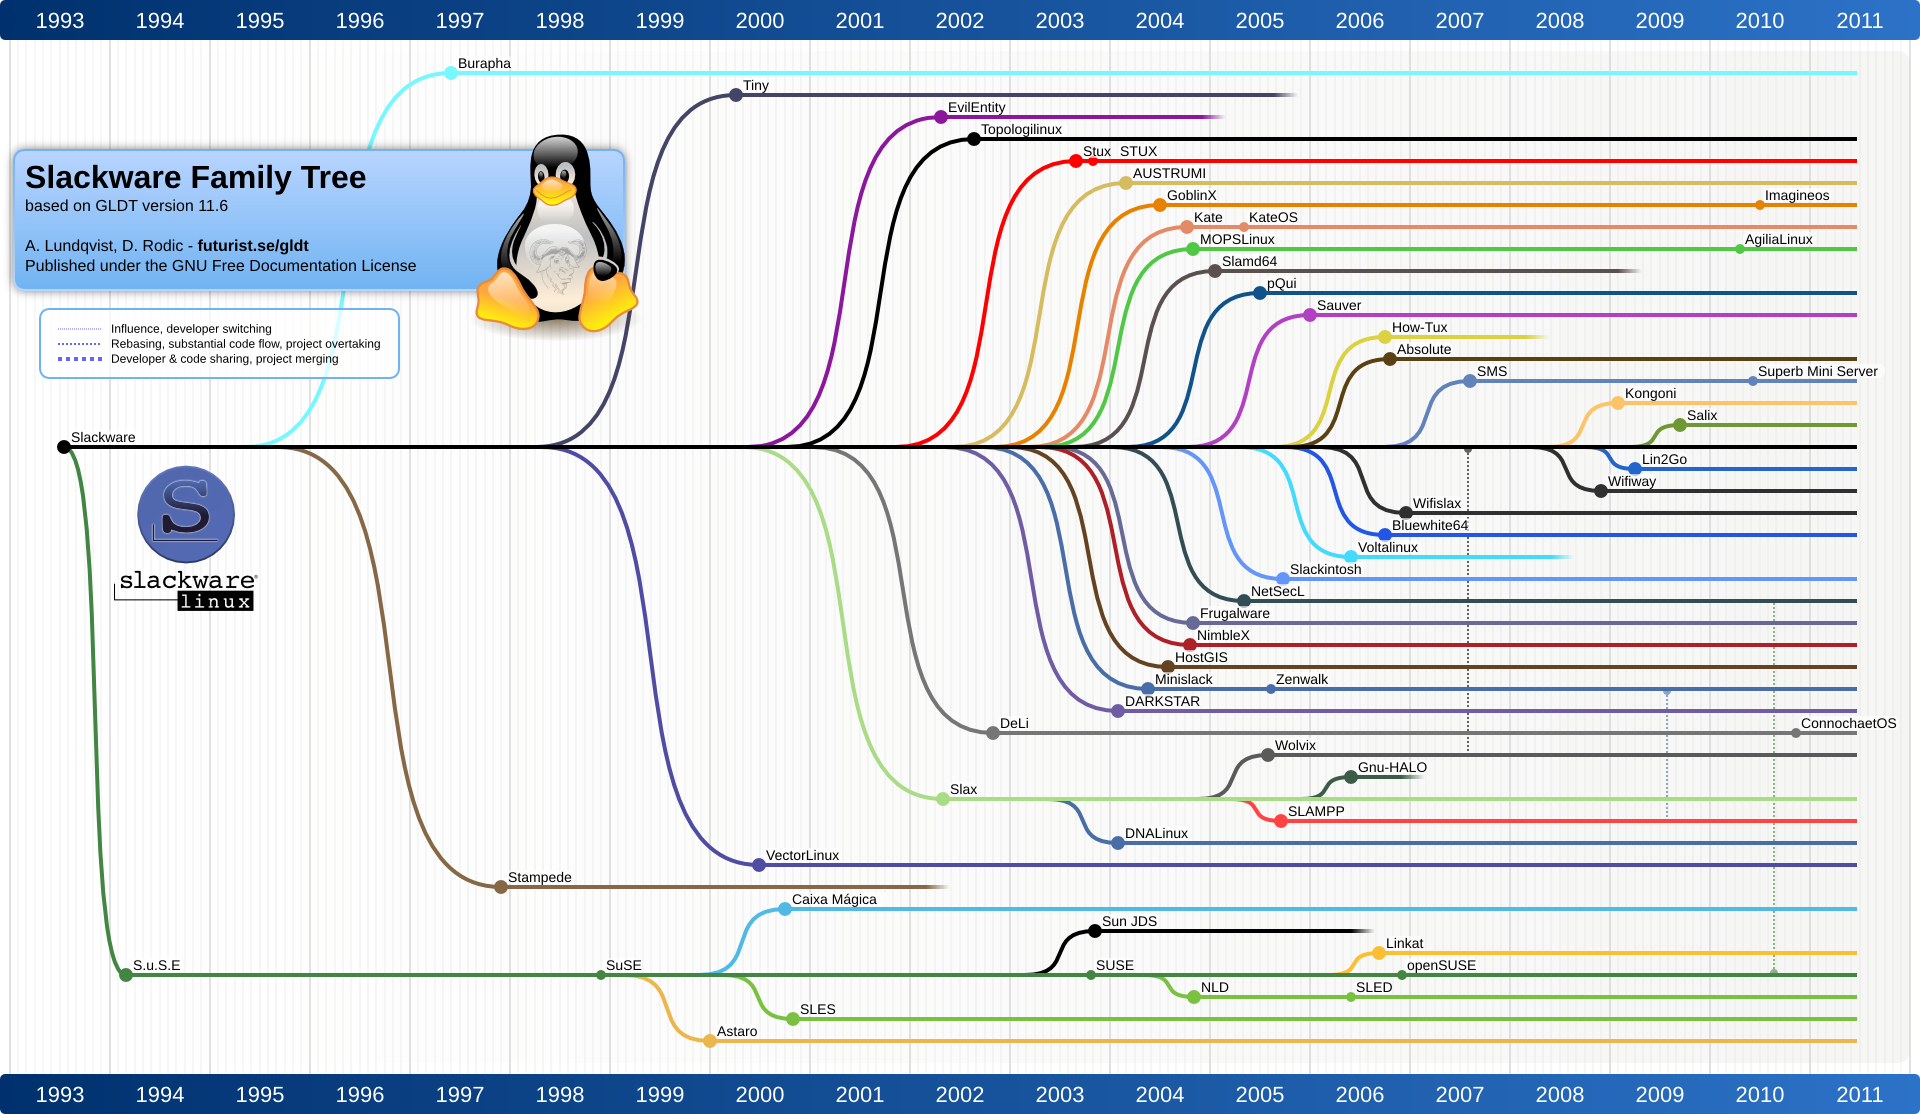 1993 1994 1995 1996 1997 1998 1999 2000 2001 2002 2003 2004 2005 2006 2007 2008 2009 2010 2011
Burapha
Tiny
EvilEntity
Topologilinux
Stux STUX
AUSTRUMI
Slackware Family Tree
based on GLDT version 11.6
A. Lundqvist, D. Rodic - futurist.se/gldt
Published under the GNU Free Documentation License
GoblinX Imagineos
Kate KateOS
MOPSLinux AgiliaLinux
Slamd64
pQui
Sauver
Influence, developer switching
Rebasing, substantial code flow, project overtaking
Developer & code sharing, project merging
How-Tux
Absolute
SMS Superb Mini Server
Kongoni
Salix
Slackware
Lin2Go
Wifiway
Wifislax
Bluewhite64
Voltalinux
Slackintosh
S
slackware®
linux
NetSecL
Frugalware
NimbleX
HostGIS
Minislack Zenwalk
DARKSTAR
DeLi ConnochaetOS
Wolvix
Gnu-HALO
Slax
SLAMPP
DNALinux
VectorLinux
Stampede
Caixa Mágica
Sun JDS
Linkat
S.u.S.E SuSE SUSE openSUSE
NLD SLED
SLES
Astaro
1993 1994 1995 1996 1997 1998 1999 2000 2001 2002 2003 2004 2005 2006 2007 2008 2009 2010 2011